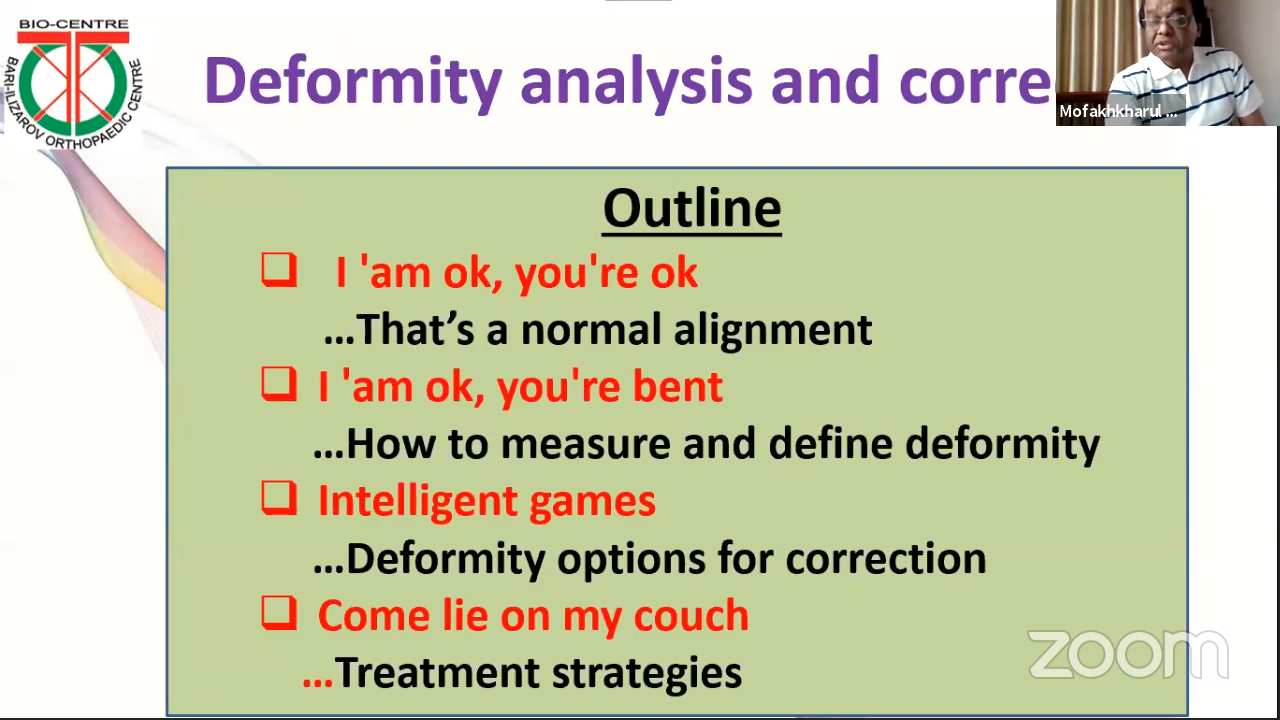 BIO-CENTRE
BARI-ILIZAROV ORTHOPAEDIC CENTRE
Deformity analysis and corre
Mofakhkharul ...
Outline
❑ I 'am ok, you're ok
...That’s a normal alignment
❑ I 'am ok, you're bent
...How to measure and define deformity
❑ Intelligent games
...Deformity options for correction
❑ Come lie on my couch
...Treatment strategies
zoom